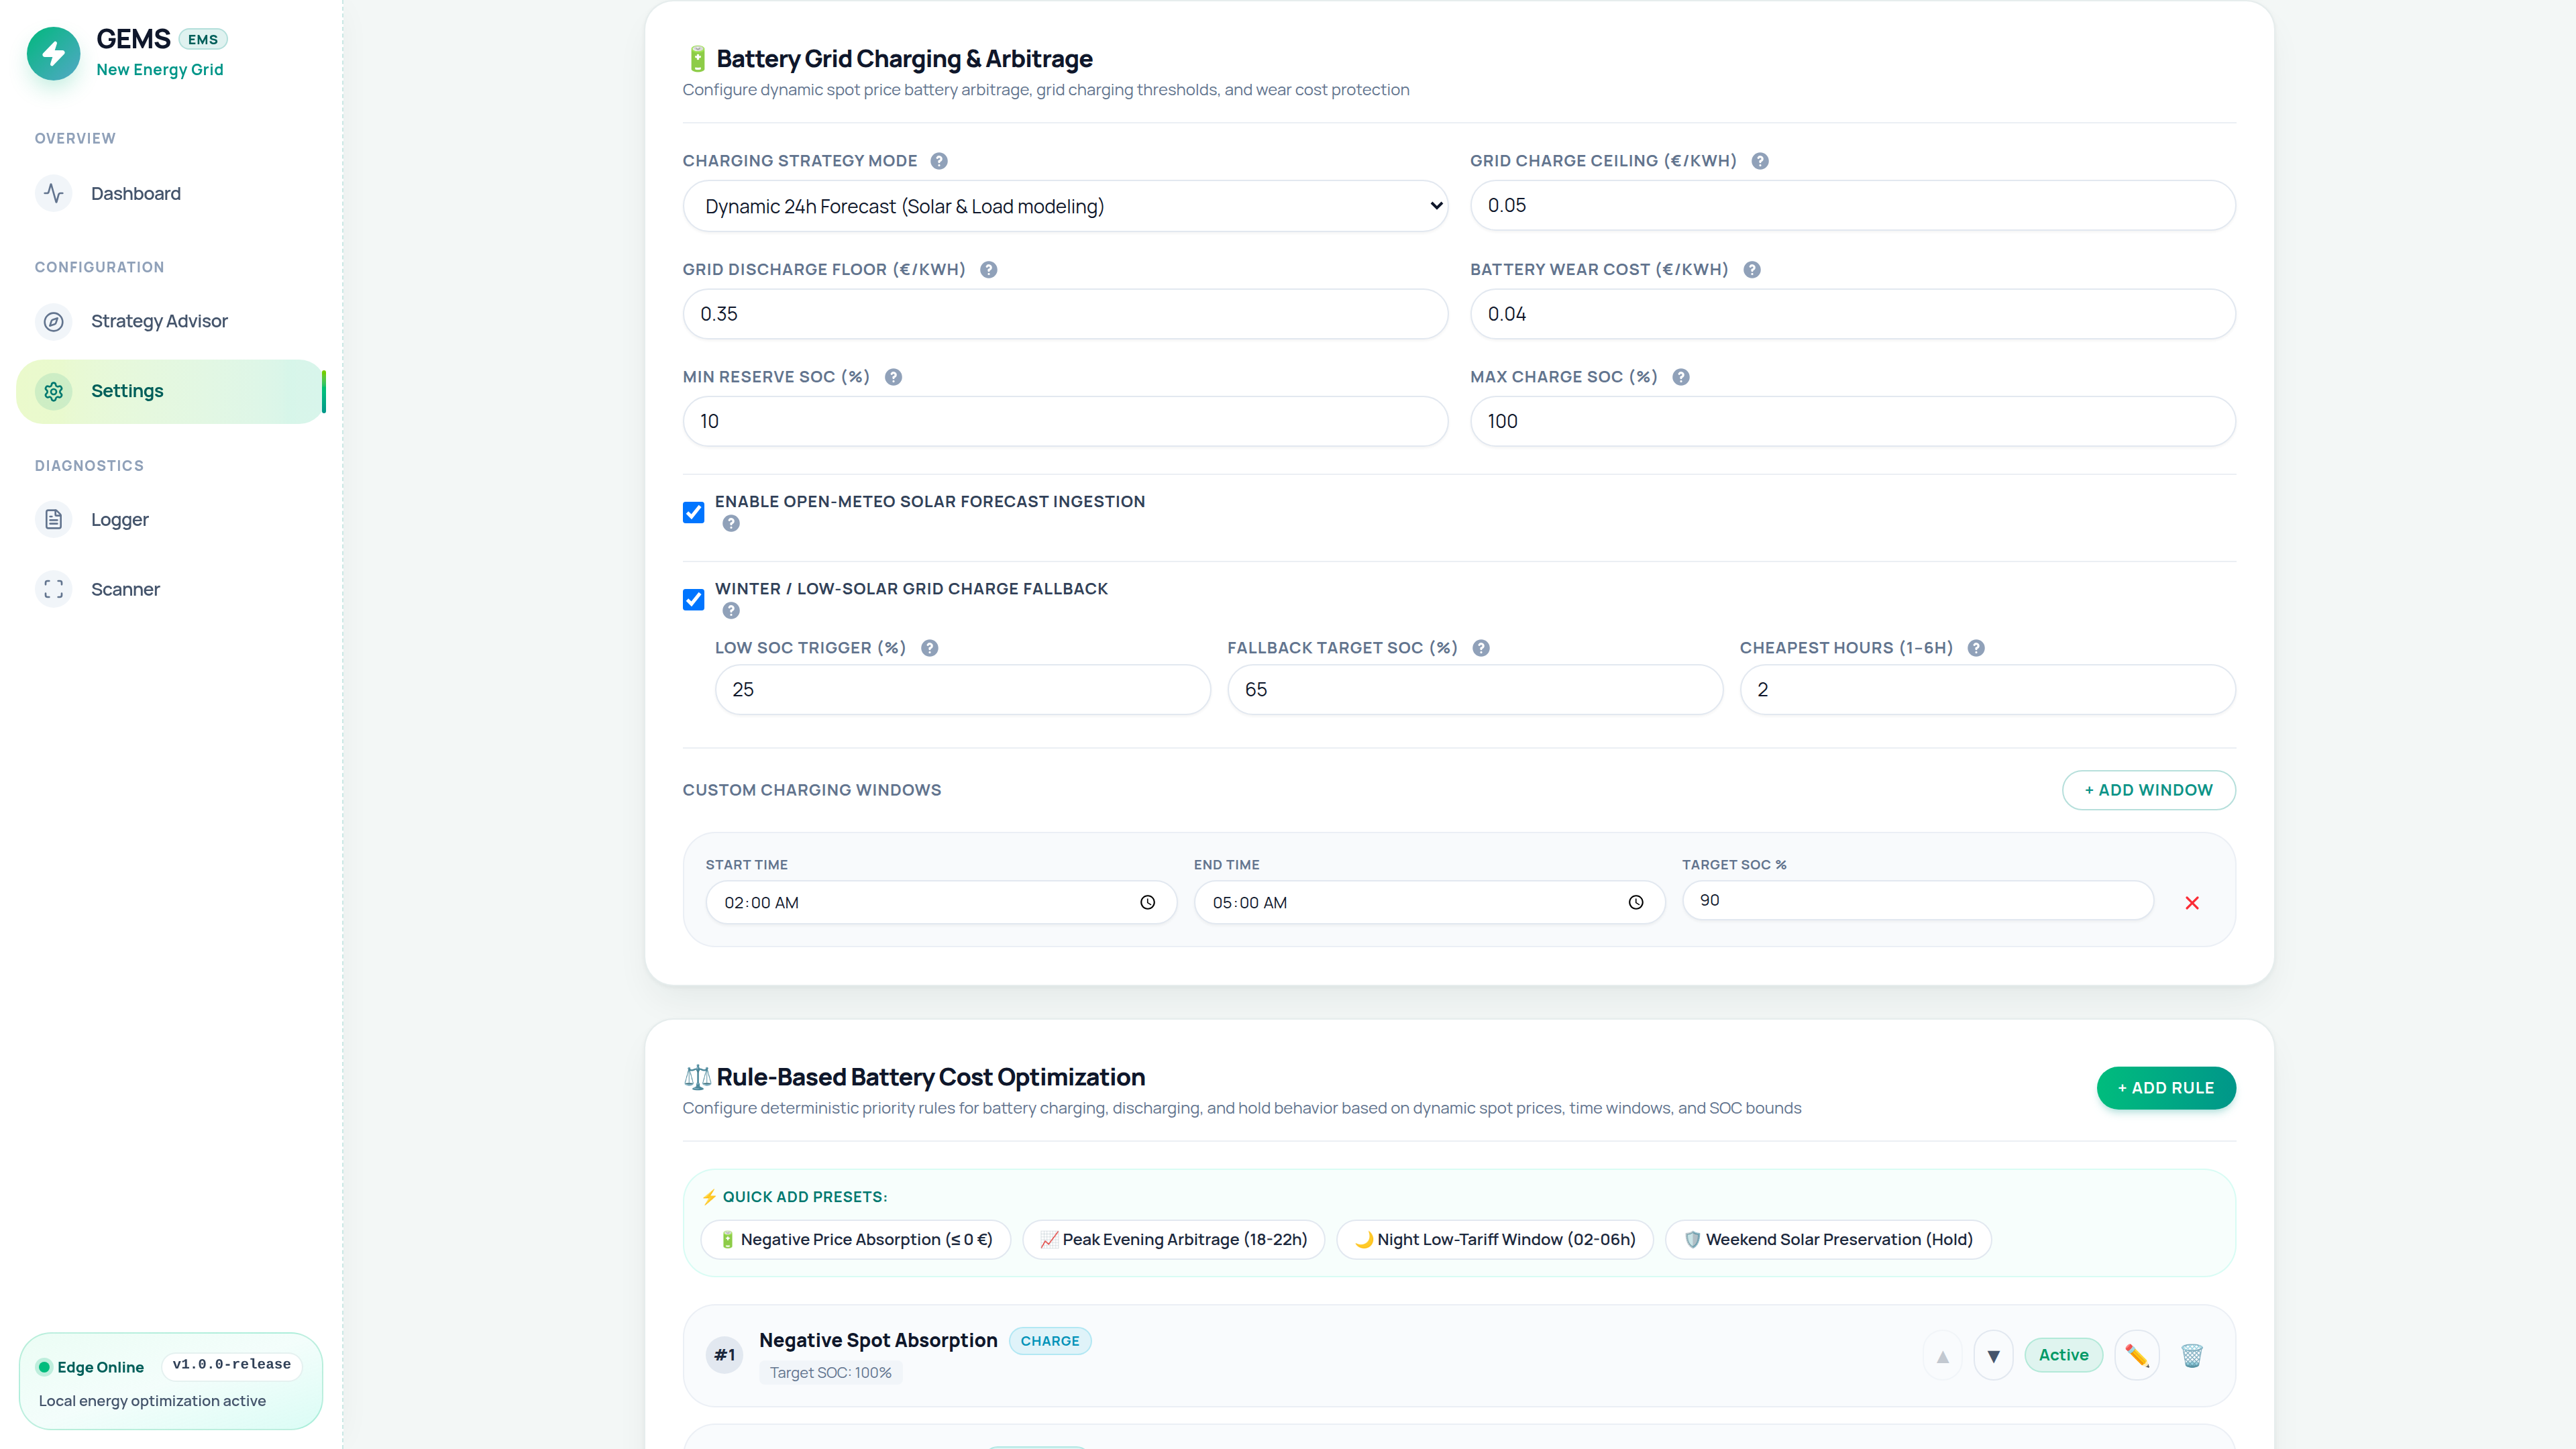 GEMS EMS
New Energy Grid
OVERVIEW
Dashboard
CONFIGURATION
Strategy Advisor
Settings
DIAGNOSTICS
Logger
Scanner
Edge Online v1.0.0-release
Local energy optimization active
Battery Grid Charging & Arbitrage
Configure dynamic spot price battery arbitrage, grid charging thresholds, and wear cost protection
CHARGING STRATEGY MODE ?
Dynamic 24h Forecast (Solar & Load modeling)
GRID CHARGE CEILING (€/KWH) ?
0.05
GRID DISCHARGE FLOOR (€/KWH) ?
0.35
BATTERY WEAR COST (€/KWH) ?
0.04
MIN RESERVE SOC (%) ?
10
MAX CHARGE SOC (%) ?
100
ENABLE OPEN-METEO SOLAR FORECAST INGESTION
?
WINTER / LOW-SOLAR GRID CHARGE FALLBACK
?
LOW SOC TRIGGER (%) ?
25
FALLBACK TARGET SOC (%) ?
65
CHEAPEST HOURS (1–6H) ?
2
CUSTOM CHARGING WINDOWS
+ ADD WINDOW
START TIME
02:00 AM
END TIME
05:00 AM
TARGET SOC %
90
Rule-Based Battery Cost Optimization
Configure deterministic priority rules for battery charging, discharging, and hold behavior based on dynamic spot prices, time windows, and SOC bounds
+ ADD RULE
QUICK ADD PRESETS:
Negative Price Absorption (≤ 0 €)
Peak Evening Arbitrage (18-22h)
Night Low-Tariff Window (02-06h)
Weekend Solar Preservation (Hold)
#1
Negative Spot Absorption CHARGE
Target SOC: 100%
Active